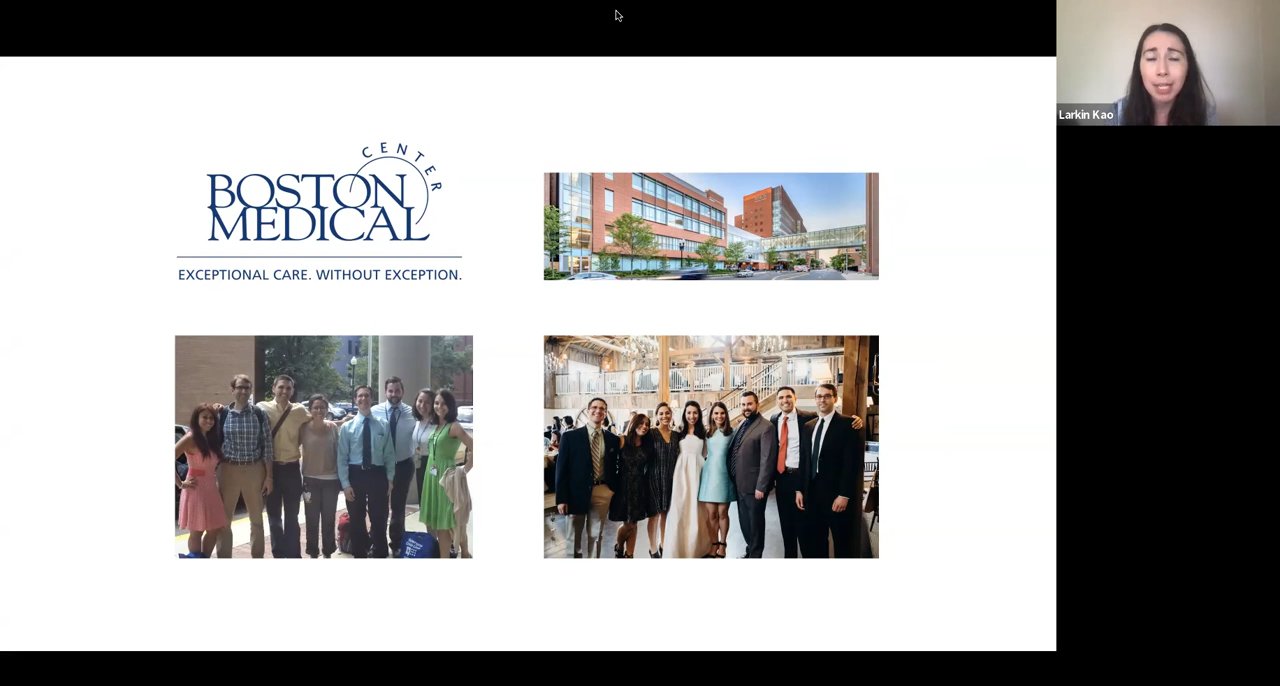 CENTER
BOSTON
MEDICAL
EXCEPTIONAL CARE. WITHOUT EXCEPTION.
Larkin Kao